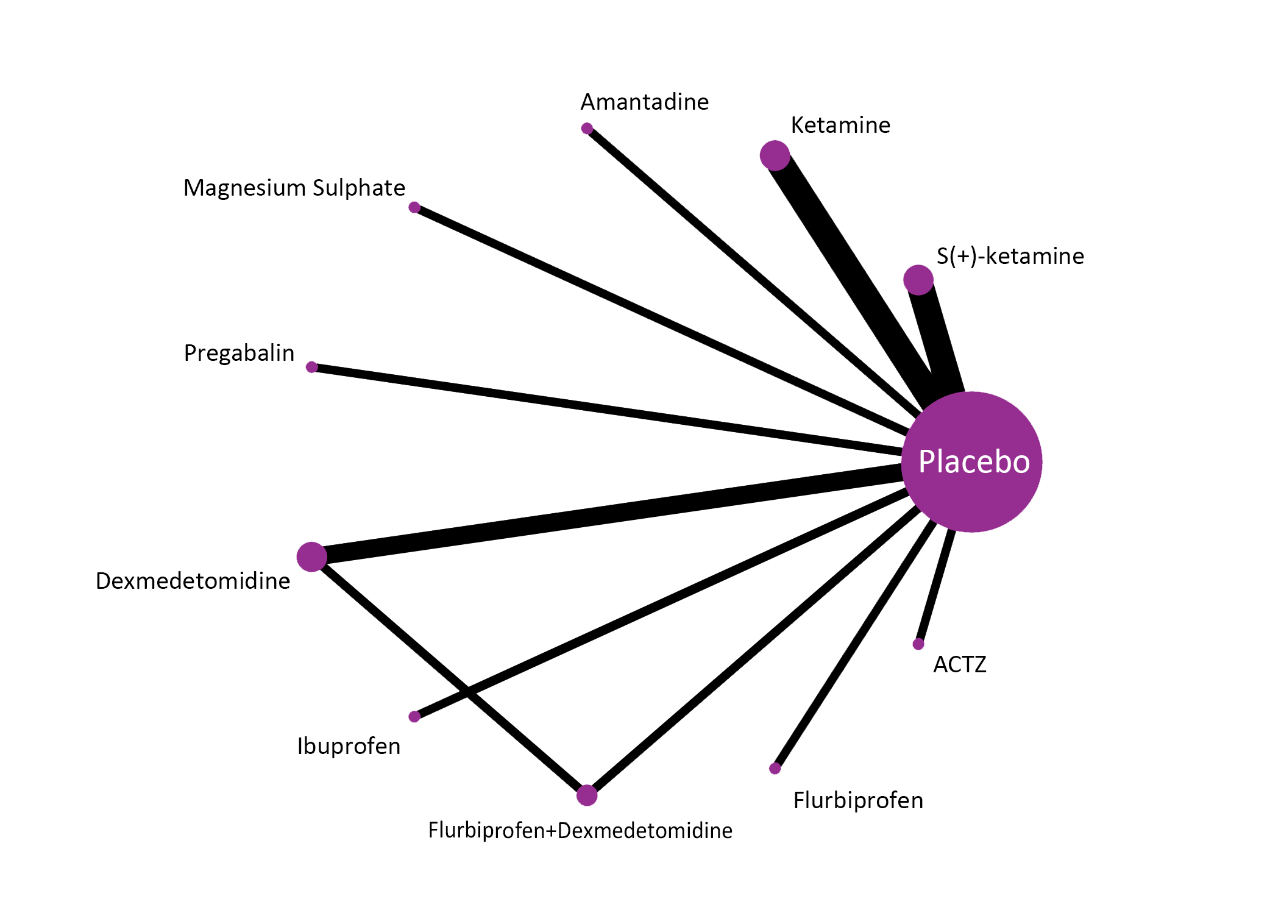 Amantadine
Ketamine
Magnesium Sulphate
S(+)-ketamine
Pregabalin
Placebo
Dexmedetomidine
ACTZ
Ibuprofen
Flurbiprofen
Flurbiprofen+Dexmedetomidine